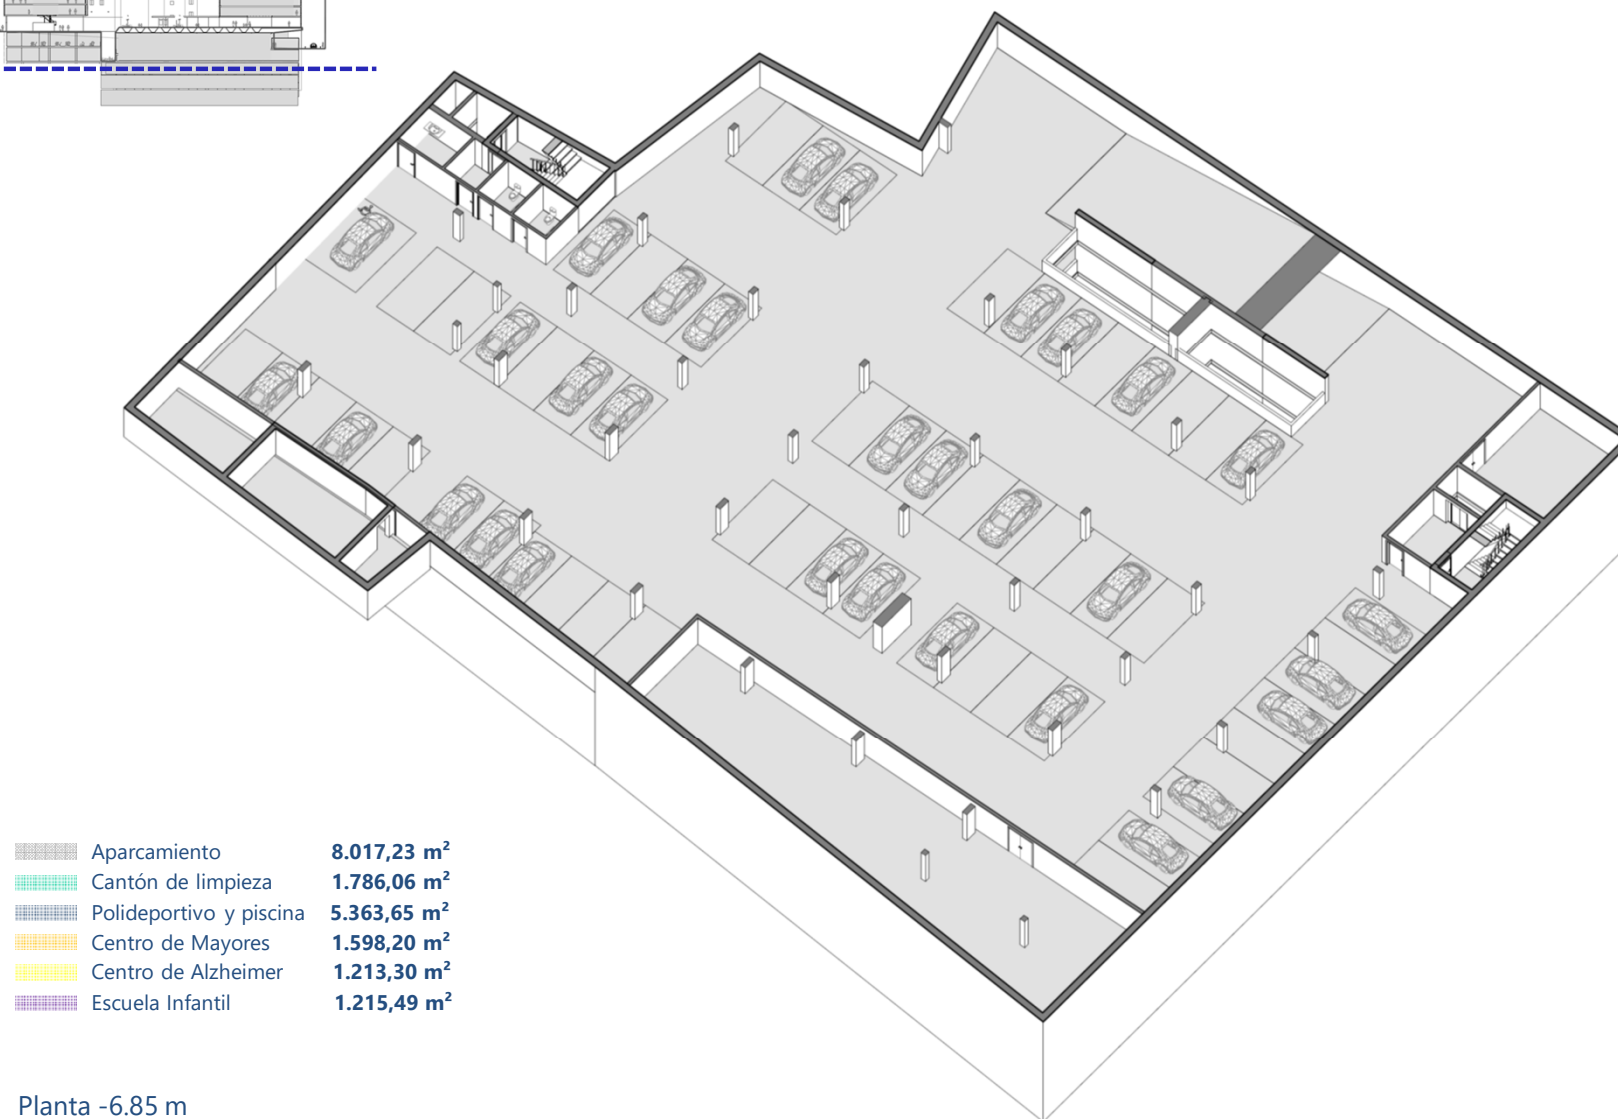 Aparcamiento 8.017,23 m²
Cantón de limpieza 1.786,06 m²
Polideportivo y piscina 5.363,65 m²
Centro de Mayores 1.598,20 m²
Centro de Alzheimer 1.213,30 m²
Escuela Infantil 1.215,49 m²
Planta -6.85 m